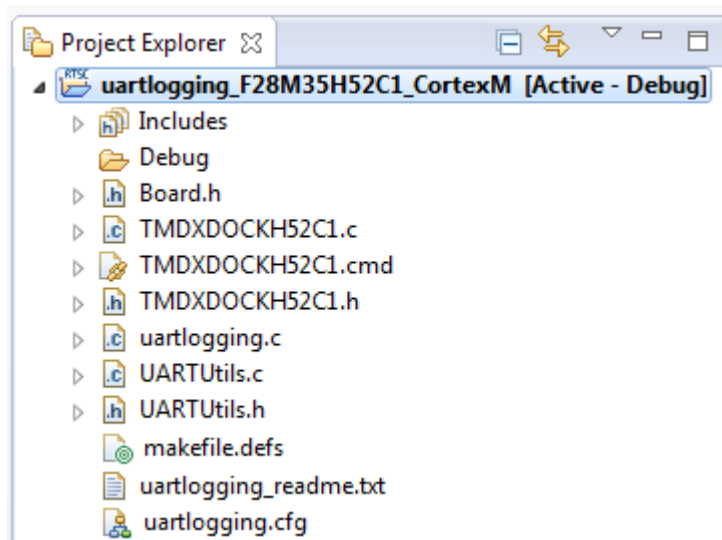 Project Explorer
RTSC
uartlogging_F28M35H52C1_CortexM [Active - Debug]
h Includes
Debug
.h Board.h
.c TMDXDOCKH52C1.c
TMDXDOCKH52C1.cmd
.h TMDXDOCKH52C1.h
.c uartlogging.c
.c UARTUtils.c
.h UARTUtils.h
makefile.defs
uartlogging_readme.txt
uartlogging.cfg